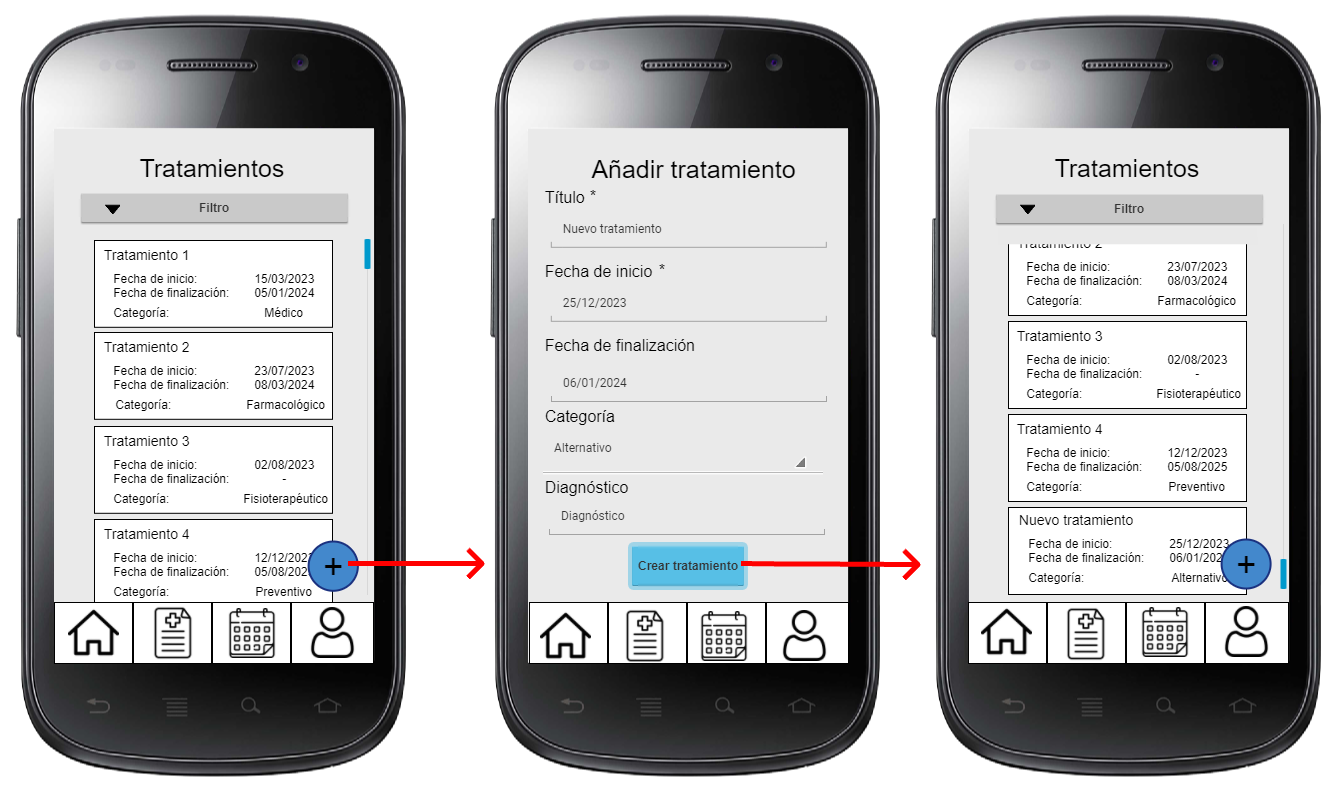 Tratamientos
Filtro
Tratamiento 1
Fecha de inicio: 15/03/2023
Fecha de finalización: 05/01/2024
Categoría: Médico
Tratamiento 2
Fecha de inicio: 23/07/2023
Fecha de finalización: 08/03/2024
Categoría: Farmacológico
Tratamiento 3
Fecha de inicio: 02/08/2023
Fecha de finalización: -
Categoría: Fisioterapéutico
Tratamiento 4
Fecha de inicio: 12/12/202
Fecha de finalización: 05/08/20
Categoría: Preventivo
+
Añadir tratamiento
Título *
Nuevo tratamiento
Fecha de inicio *
25/12/2023
Fecha de finalización
06/01/2024
Categoría
Alternativo
Diagnóstico
Diagnóstico
Crear tratamiento
Tratamientos
Filtro
Tratamiento 2
Fecha de inicio: 23/07/2023
Fecha de finalización: 08/03/2024
Categoría: Farmacológico
Tratamiento 3
Fecha de inicio: 02/08/2023
Fecha de finalización: -
Categoría: Fisioterapéutico
Tratamiento 4
Fecha de inicio: 12/12/2023
Fecha de finalización: 05/08/2025
Categoría: Preventivo
Nuevo tratamiento
Fecha de inicio: 25/12/2023
Fecha de finalización: 06/01/202
Categoría: Alternativo
+